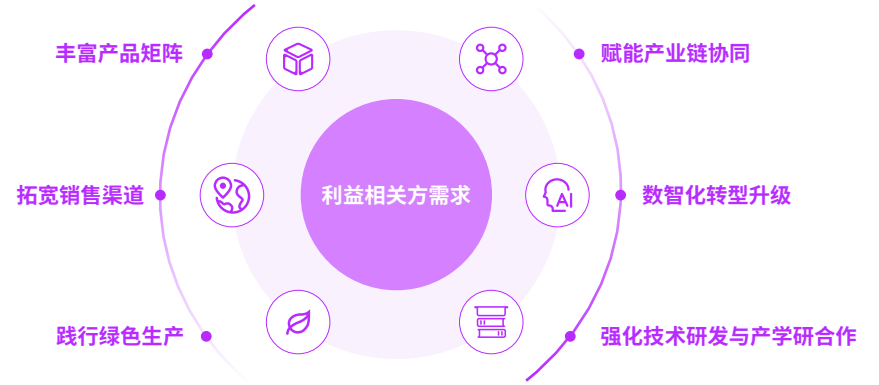 丰富产品矩阵
赋能产业链协同
拓宽销售渠道
利益相关方需求
AI
数智化转型升级
践行绿色生产
强化技术研发与产学研合作